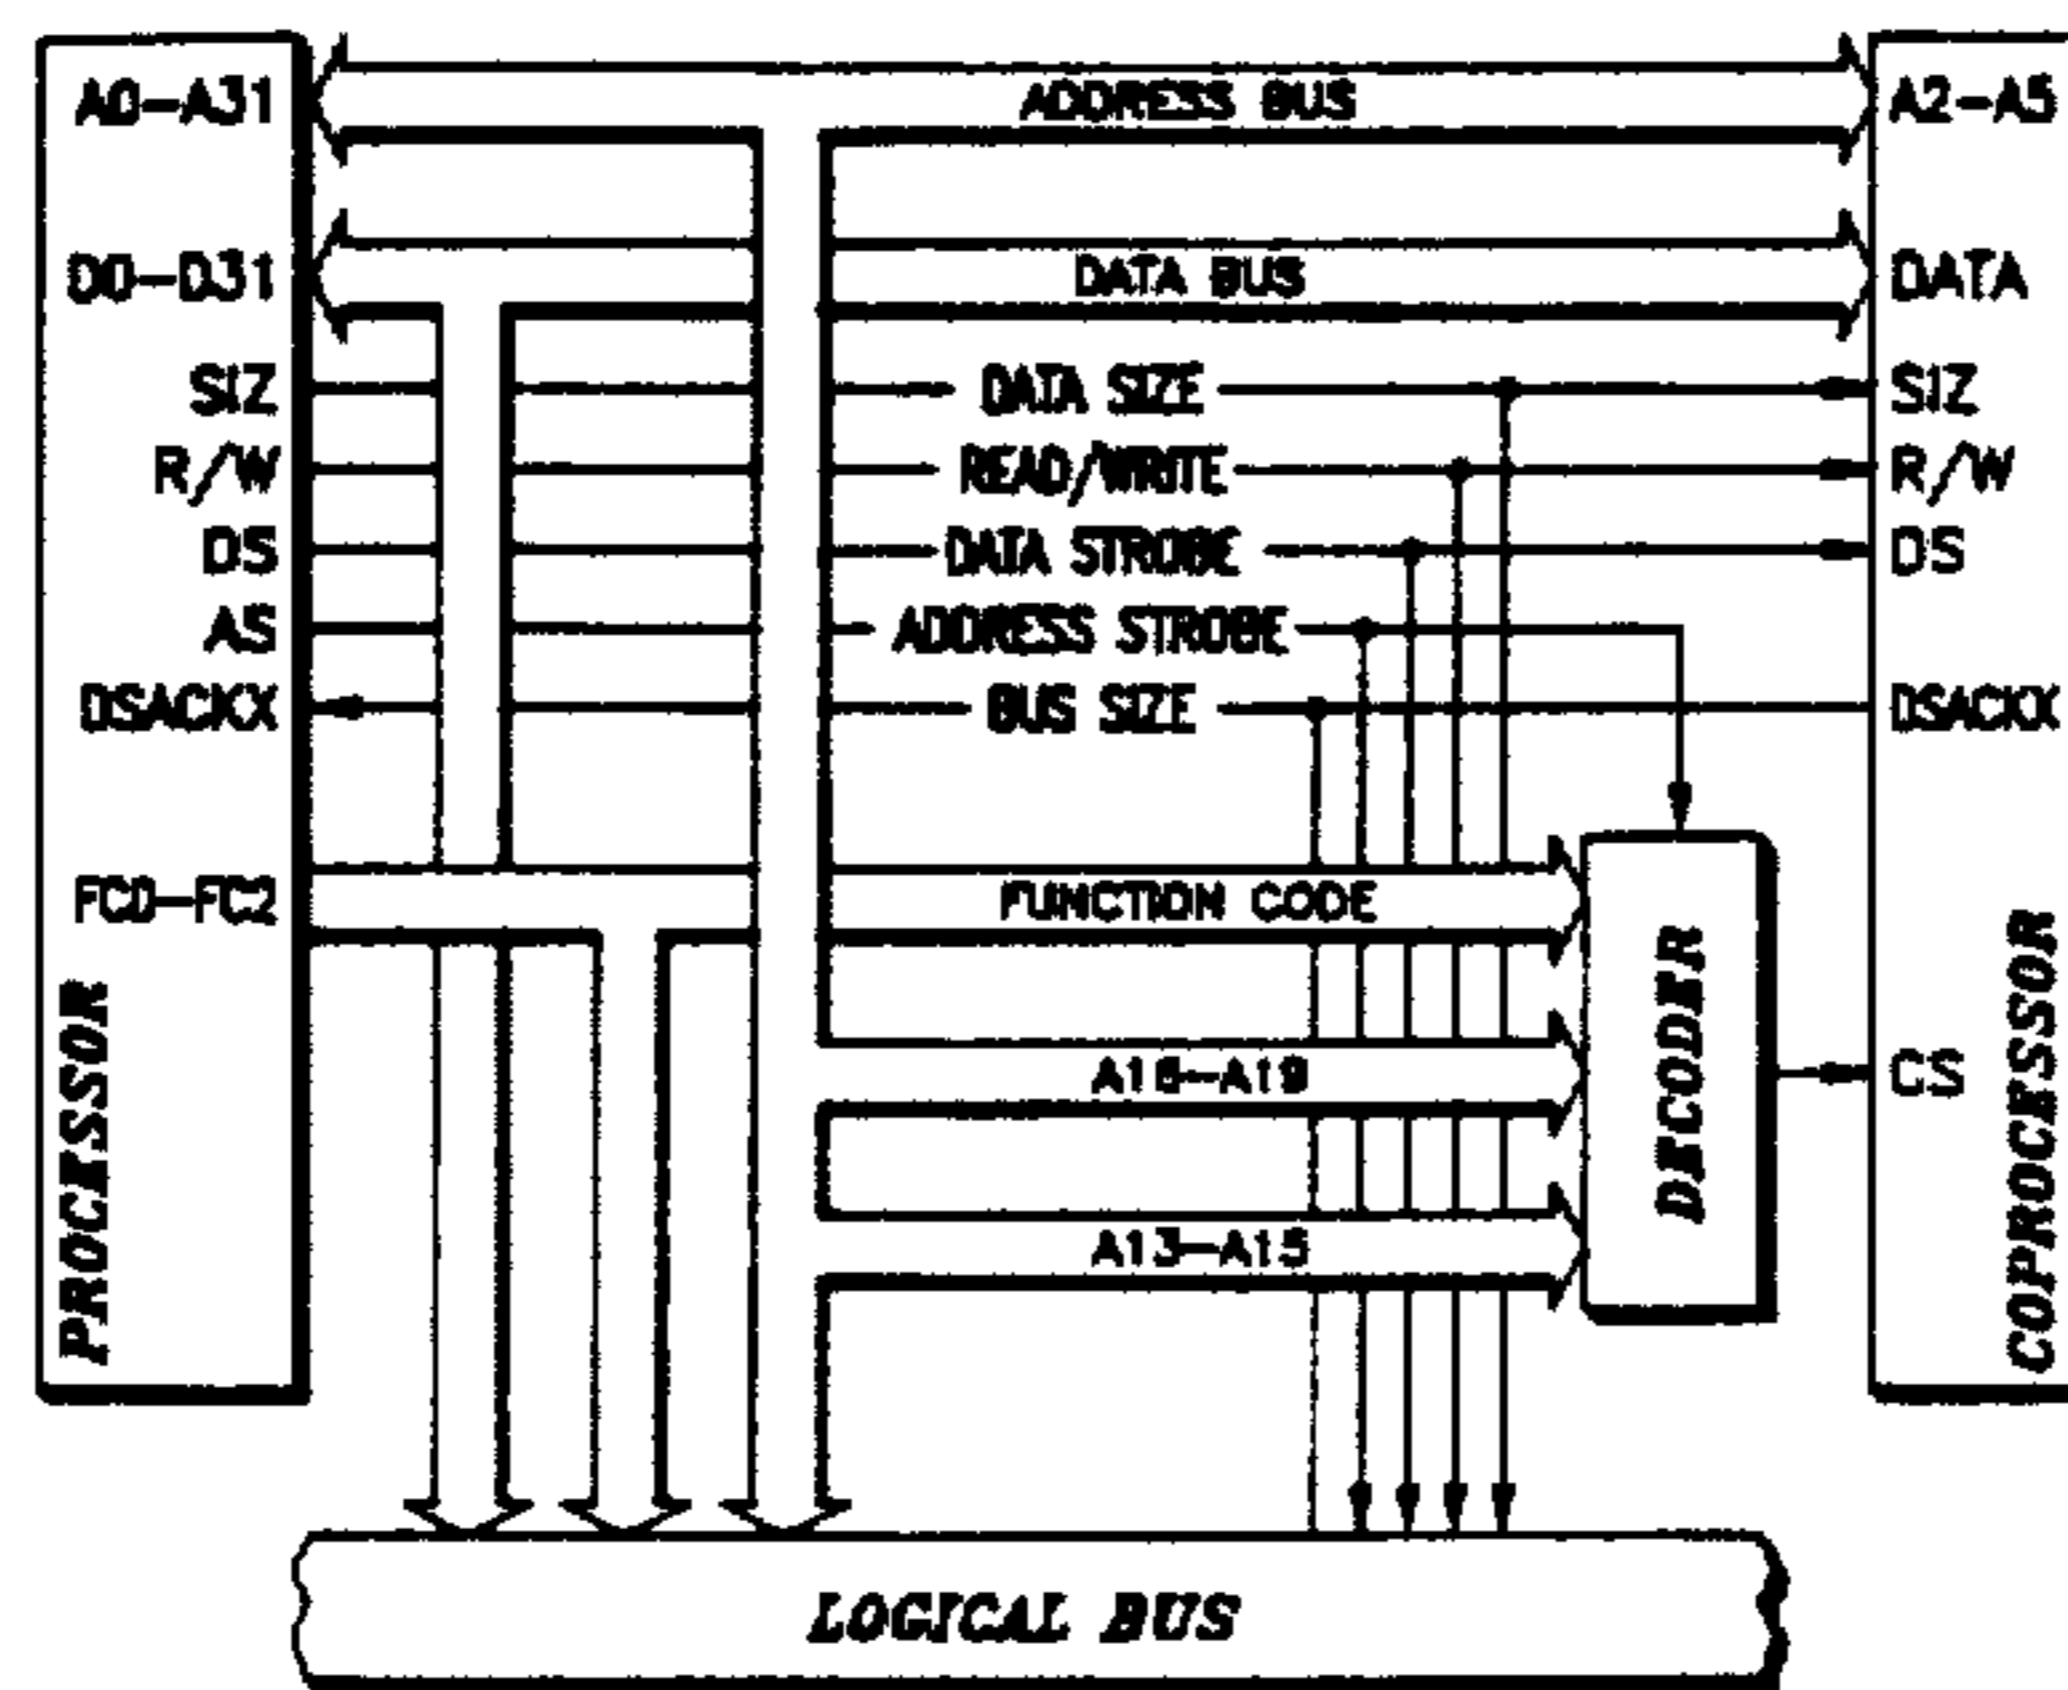 A0-A31 ADDRESS BUS A2-A5
D0-D31 DATA BUS DATA
SIZ DATA SIZE SIZ
R/W READ/WRITE R/W
DS DATA STROBE DS
AS ADDRESS STROBE
DSACKX BUS SIZE DSACKX
FC0-FC2 FUNCTION CODE
PROCESSOR
A16-A19
CS
DECODER
COPROCESSOR
A13-A15
LOGICAL BUS